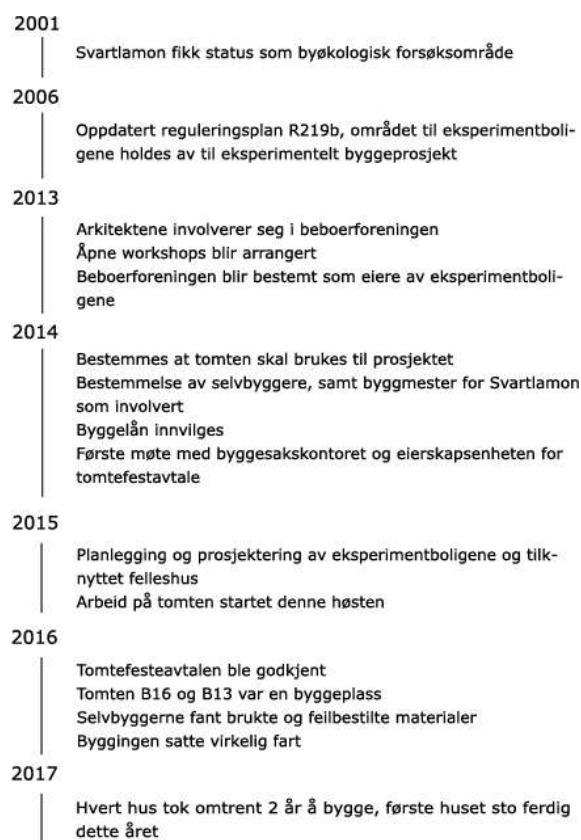 2001
Svartlamon fikk status som byøkologisk forsøksområde
2006
Oppdatert reguleringsplan R219b, området til eksperimentboli-
gene holdes av til eksperimentelt byggeprosjekt
2013
Arkitektene involverer seg i beboerforeningen
Åpne workshops blir arrangert
Beboerforeningen blir bestemt som eiere av eksperimentboli-
gene
2014
Bestemmes at tomten skal brukes til prosjektet
Bestemmelse av selvbyggere, samt byggmester for Svartlamon
som involvert
Byggelån innvilges
Første møte med byggesakskontoret og eierskapsenheten for
tomtefestavtale
2015
Planlegging og prosjektering av eksperimentboligene og tilk-
nyttet felleshus
Arbeid på tomten startet denne høsten
2016
Tomtefesteavtalen ble godkjent
Tomten B16 og B13 var en byggeplass
Selvbyggerne fant brukte og feilbestilte materialer
Byggingen satte virkelig fart
2017
Hvert hus tok omtrent 2 år å bygge, første huset sto ferdig
dette året